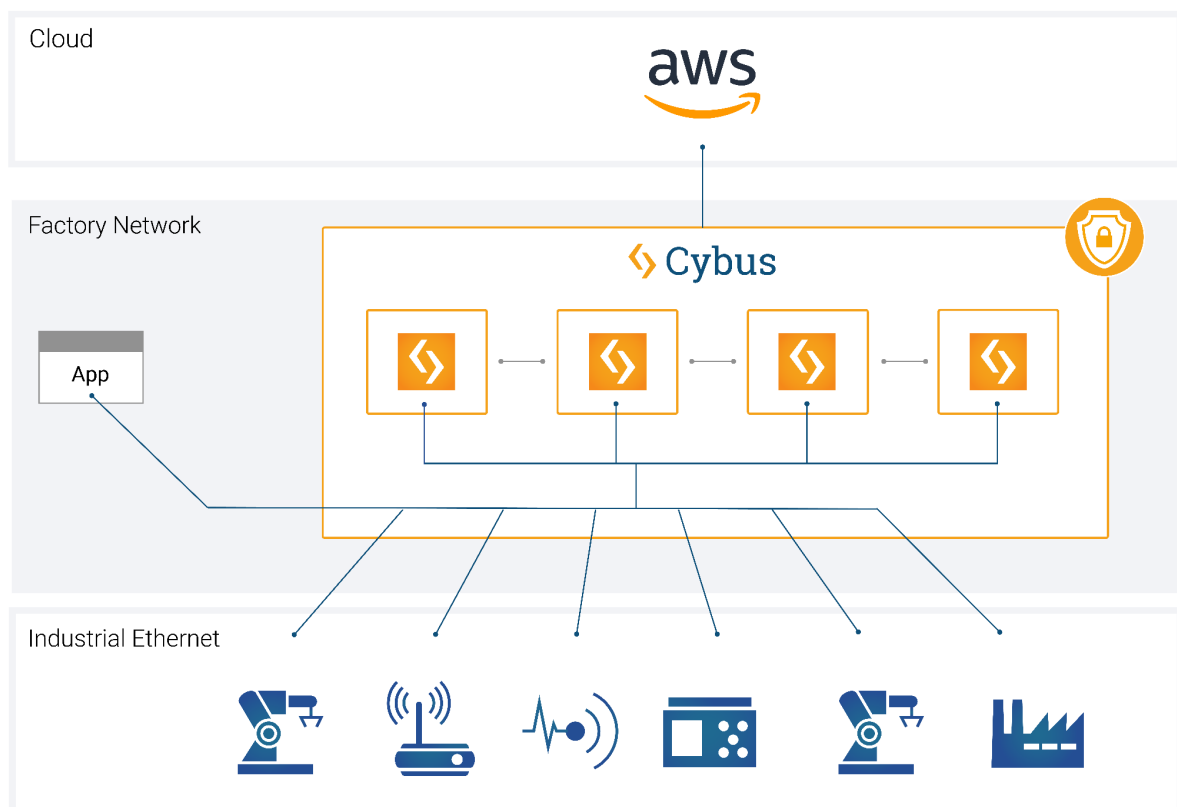 Cloud
aws
Factory Network
Cybus
App
Industrial Ethernet